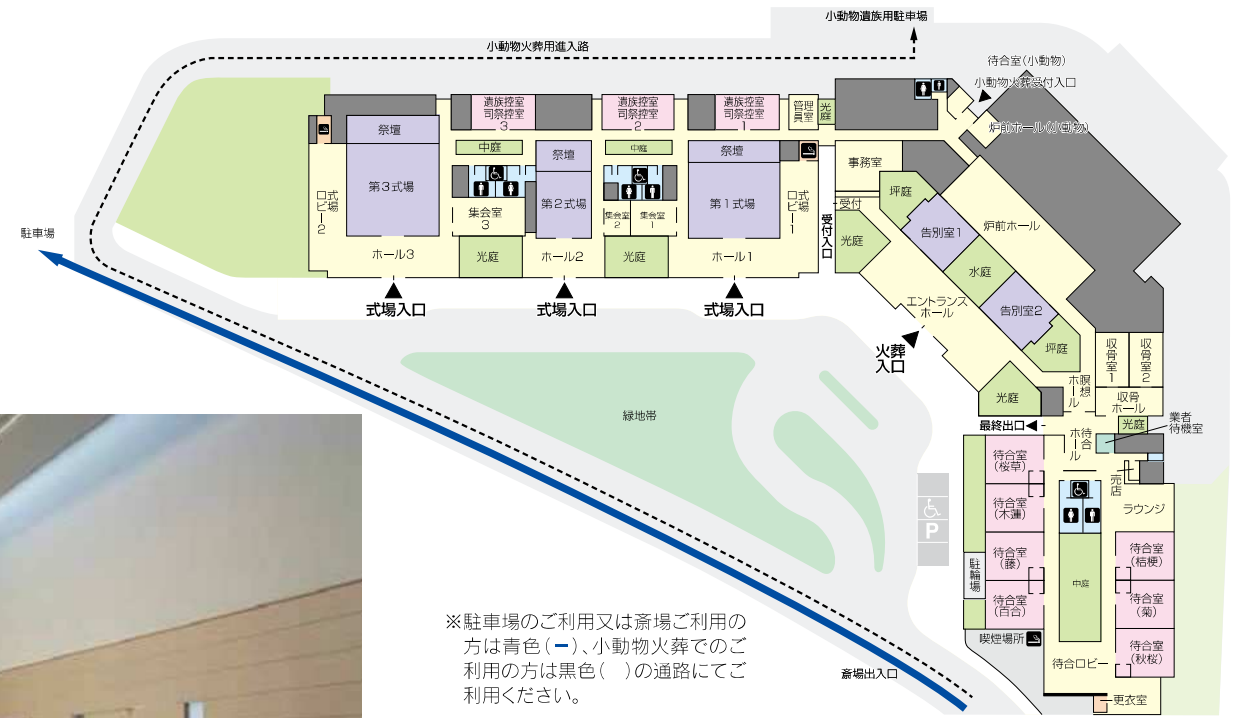 小動物遺族用駐車場
小動物火葬用進入路
待合室(小動物)
小動物火葬受付入口
炉前ホール(小動物)
遺族控室
司祭控室
3
遺族控室
司祭控室
2
遺族控室
司祭控室
1
管理
員室
光庭
祭壇
中庭
祭壇
中庭
祭壇
事務室
坪庭
第3式場
式場
ロビー2
集会室
3
第2式場
集会室
2
集会室
1
第1式場
式場
ロビー1
受付
受付入口
光庭
告別室1
炉前ホール
水庭
告別室2
坪庭
駐車場
ホール3
光庭
ホール2
光庭
ホール1
エントランス
ホール
式場入口
式場入口
式場入口
火葬
入口
収骨室1
収骨室2
瞑想
ホール
収骨
ホール
光庭
光庭
業者
待機室
最終出口
待合
ホール
緑地帯
待合室
(桜草)
売店
ラウンジ
待合室
(木蓮)
P
待合室
(藤)
待合室
(桔梗)
駐輪場
中庭
待合室
(百合)
待合室
(菊)
喫煙場所
待合室
(秋桜)
待合ロビー
更衣室
斎場出入口
※駐車場のご利用又は斎場ご利用の
方は青色(ー)、小動物火葬でのご
利用の方は黒色( )の通路にてご
利用ください。